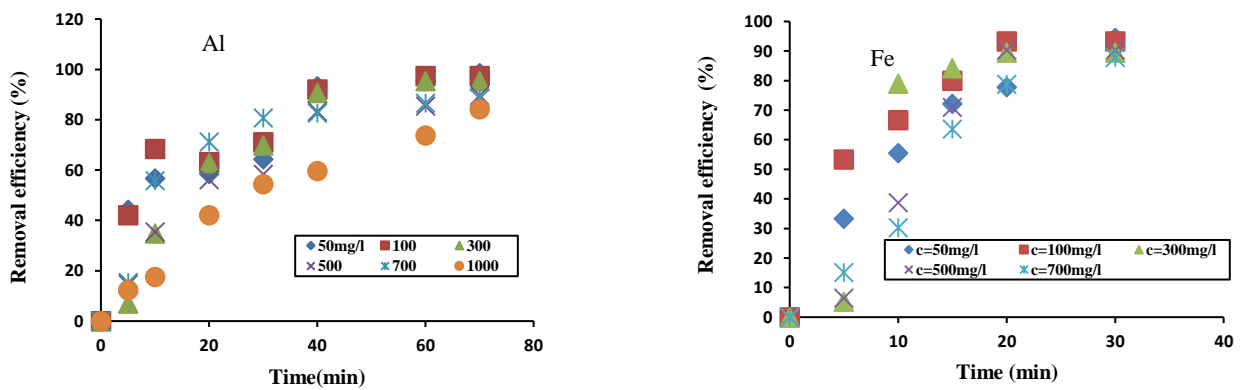 Al
Removal efficiency (%)
120
100
80
60
40
20
0
0 20 40 60 80
Time(min)
50mg/l 100 300
500 700 1000
Fe
Removal efficiency (%)
100
90
80
70
60
50
40
30
20
10
0
0 10 20 30 40
Time (min)
c=50mg/l c=100mg/l c=300mg/l
c=500mg/l c=700mg/l